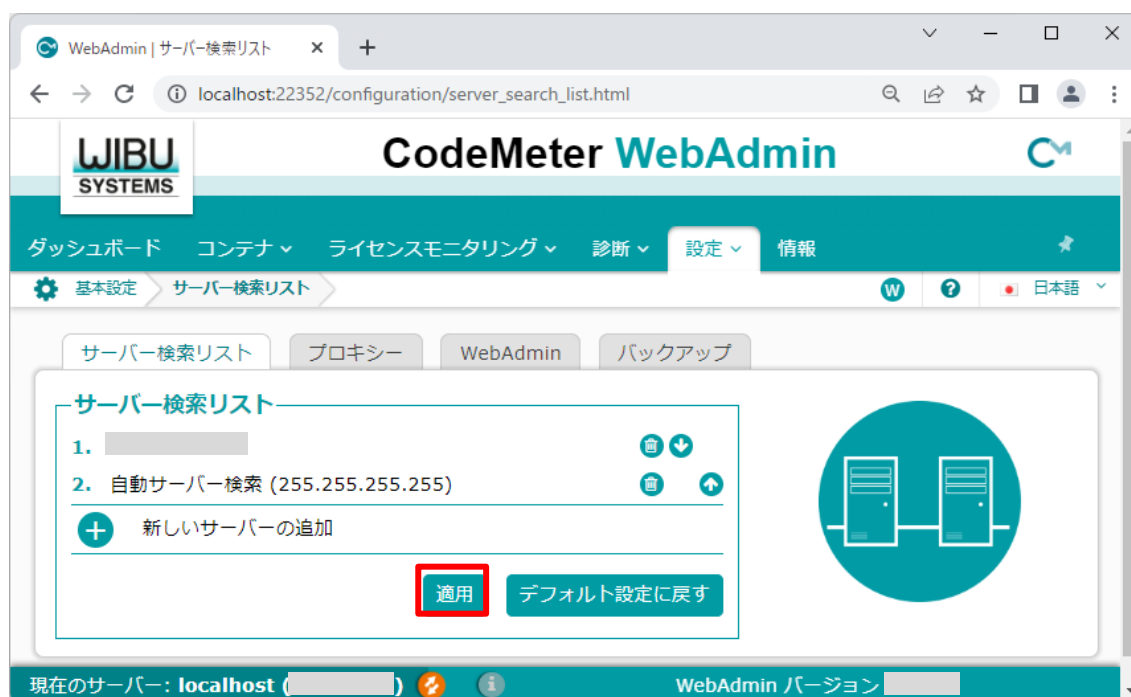 WebAdmin | サーバー検索リスト
localhost:22352/configuration/server_search_list.html
WIBU
SYSTEMS
CodeMeter WebAdmin
ダッシュボード コンテナ ライセンスモニタリング 診断 設定 情報
基本設定 サーバー検索リスト W ? 日本語
サーバー検索リスト プロキシー WebAdmin バックアップ
サーバー検索リスト
1.
2. 自動サーバー検索 (255.255.255.255)
新しいサーバーの追加
適用 デフォルト設定に戻す
現在のサーバー: localhost ( ) WebAdmin バージョン